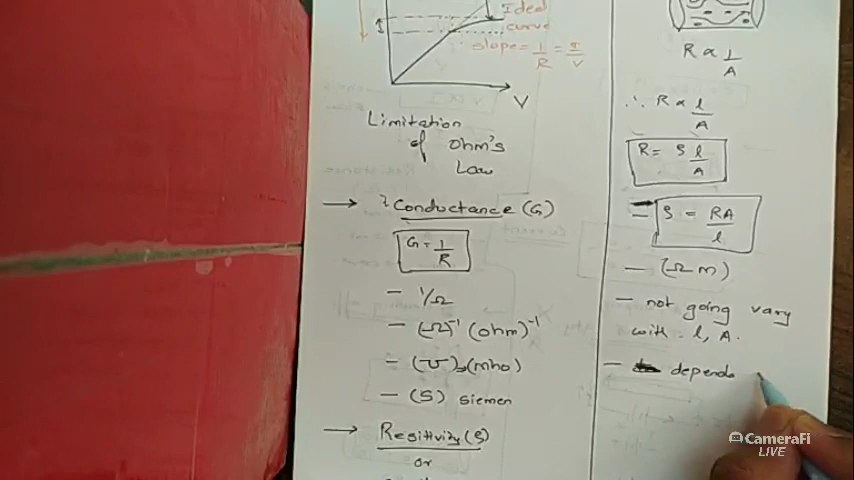 I
Ideal
curve
slope = 1/R = I/V
V
Limitation
of Ohm's
Law
→ Conductance (G)
G = 1/R
- 1/Ω
- (Ω)⁻¹ (ohm)⁻¹
- (℧) (mho)
- (S) siemen
→ Resitivity (ρ)
or
R ∝ 1/A
∴ R ∝ l/A
R = ρ l/A
- ρ = RA/l
- (Ω m)
- not going vary
with - l, A.
- depends
CameraFi
LIVE